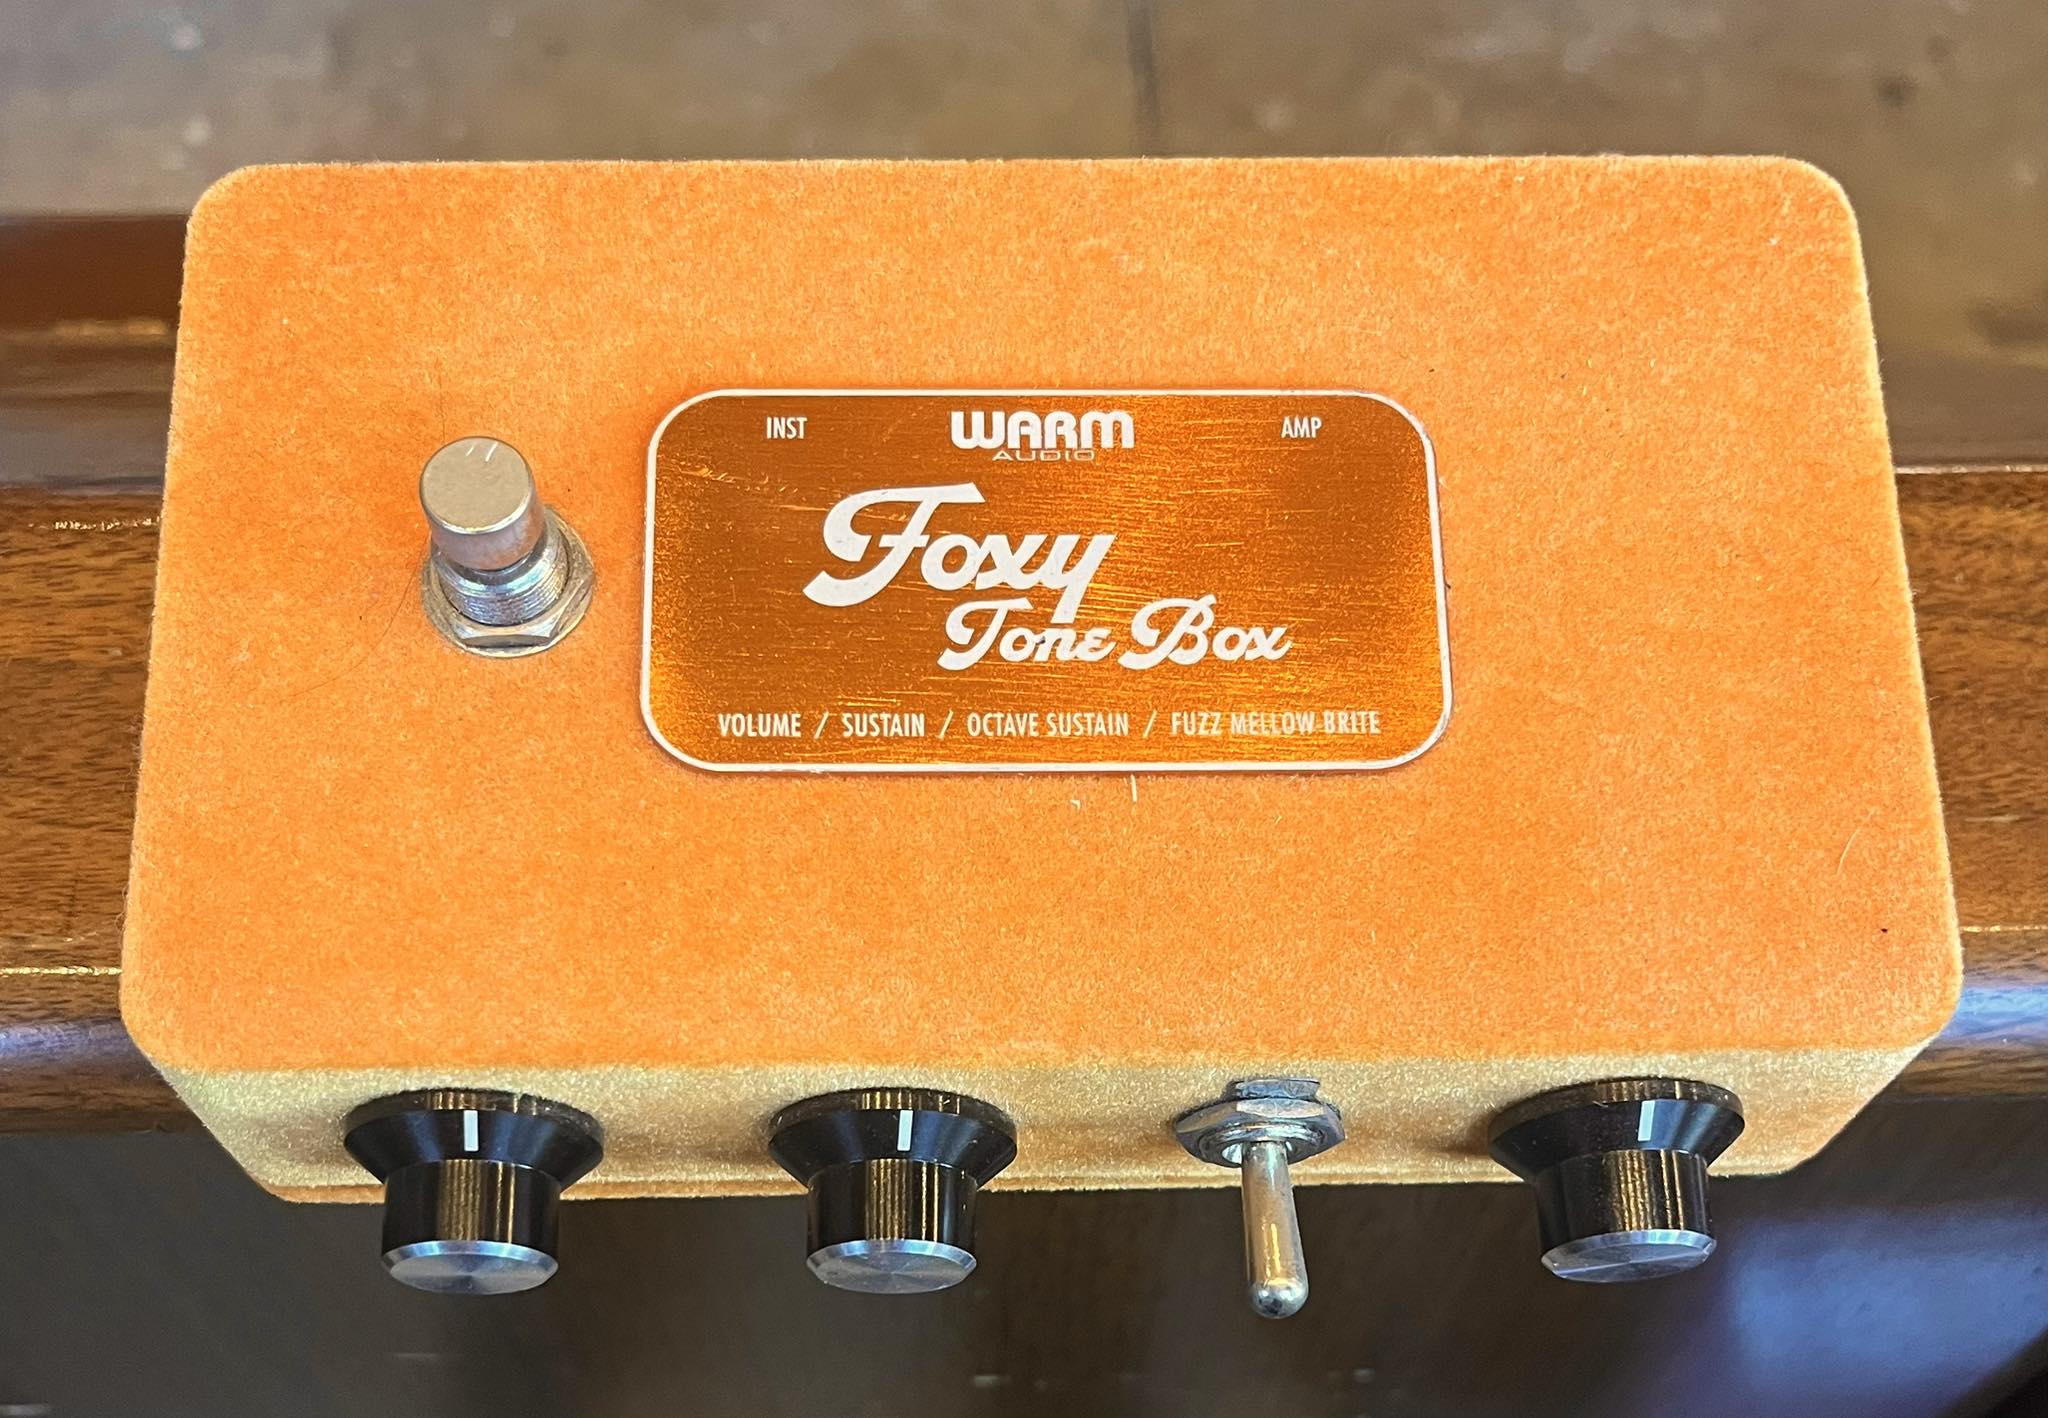 INST WARM AMP
AUDIO
Foxy
Tone Box
VOLUME / SUSTAIN / OCTAVE SUSTAIN / FUZZ MELLOW BRITE